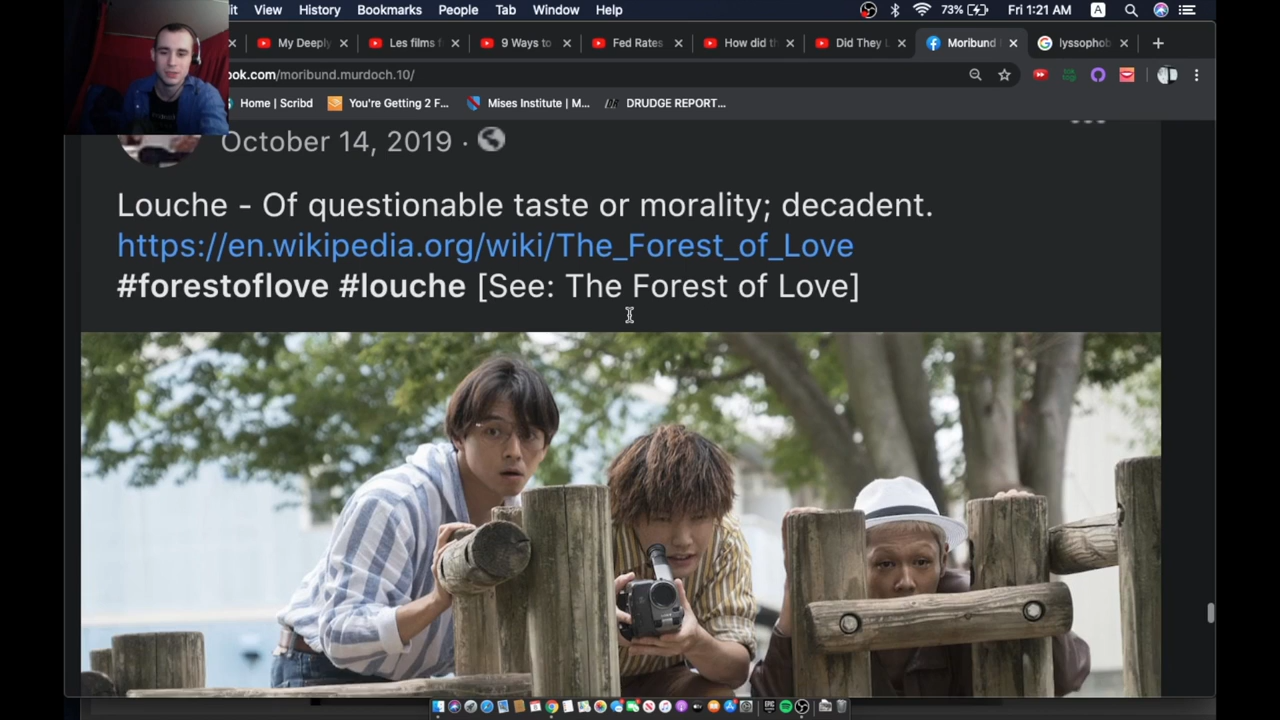 View History Bookmarks People Tab Window Help 73% Fri 1:21 AM A
My Deeply Les films f 9 Ways to Fed Rates How did th Did They Moribund lyssophob
ook.com/moribund.murdoch.10/
Home | Scribd You're Getting 2 F... Mises Institute | M... DRUDGE REPORT...
October 14, 2019 ·
Louche - Of questionable taste or morality; decadent.
https://en.wikipedia.org/wiki/The_Forest_of_Love
#forestoflove #louche [See: The Forest of Love]